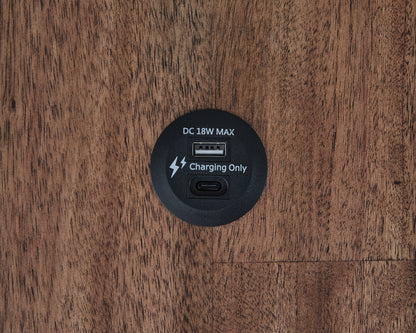 DC 18W MAX
Charging Only